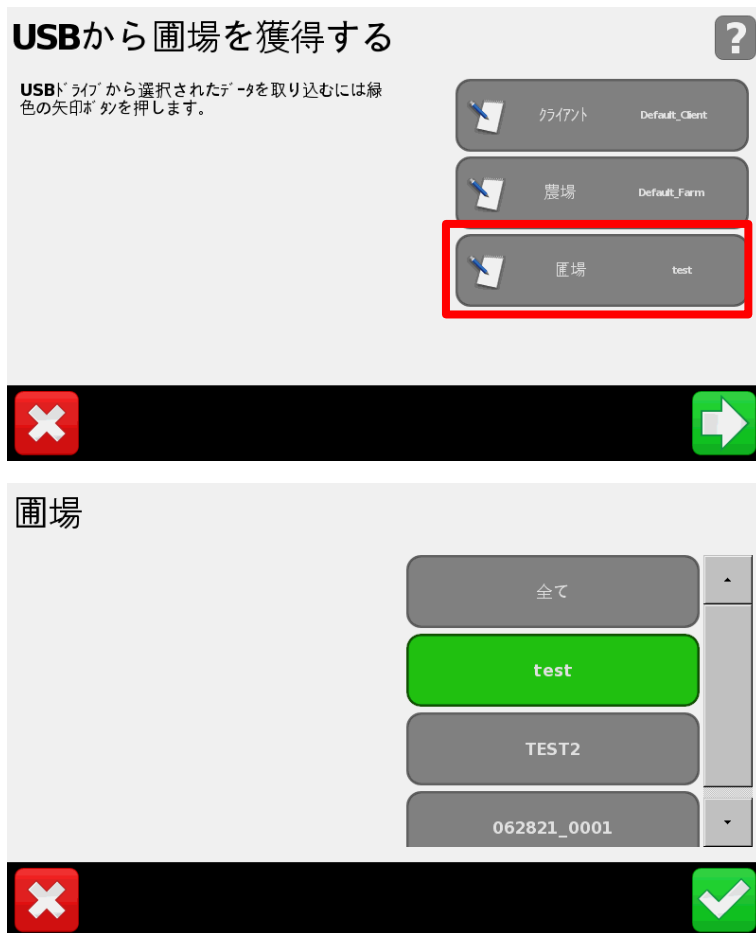 USBから圃場を獲得する
?
USBﾄﾞﾗｲﾌﾞから選択されたﾃﾞｰﾀを取り込むには緑
色の矢印ﾎﾞﾀﾝを押します。
ｸﾗｲｱﾝﾄ Default_Client
農場 Default_Farm
圃場 test
圃場
全て
test
TEST2
062821_0001